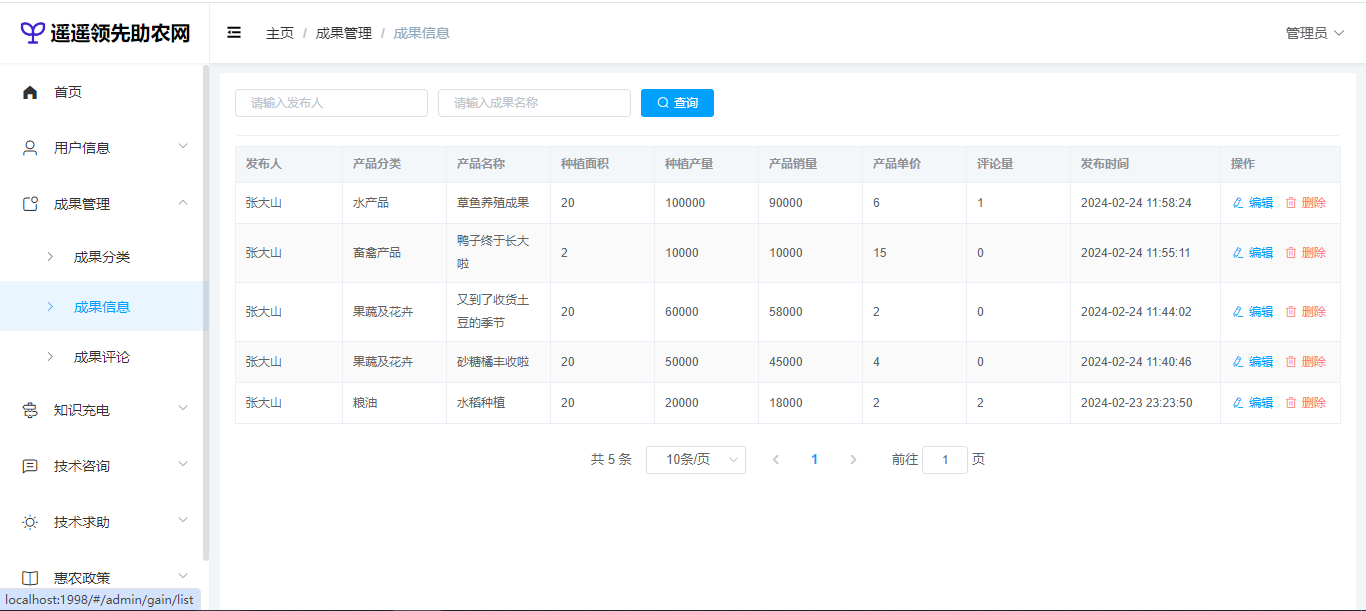 遥遥领先助农网
主页 / 成果管理 / 成果信息
管理员
首页
用户信息
成果管理
成果分类
成果信息
成果评论
知识充电
技术咨询
技术求助
惠农政策
localhost:1998/#/admin/gain/list
请输入发布人 请输入成果名称 查询
发布人 产品分类 产品名称 种植面积 种植产量 产品销量 产品单价 评论量 发布时间 操作
张大山 水产品 草鱼养殖成果 20 100000 90000 6 1 2024-02-24 11:58:24 编辑 删除
张大山 畜禽产品 鸭子终于长大
啦 2 10000 10000 15 0 2024-02-24 11:55:11 编辑 删除
张大山 果蔬及花卉 又到了收货土
豆的季节 20 60000 58000 2 0 2024-02-24 11:44:02 编辑 删除
张大山 果蔬及花卉 砂糖橘丰收啦 20 50000 45000 4 0 2024-02-24 11:40:46 编辑 删除
张大山 粮油 水稻种植 20 20000 18000 2 2 2024-02-23 23:23:50 编辑 删除
共 5 条 10条/页 1 前往 1 页